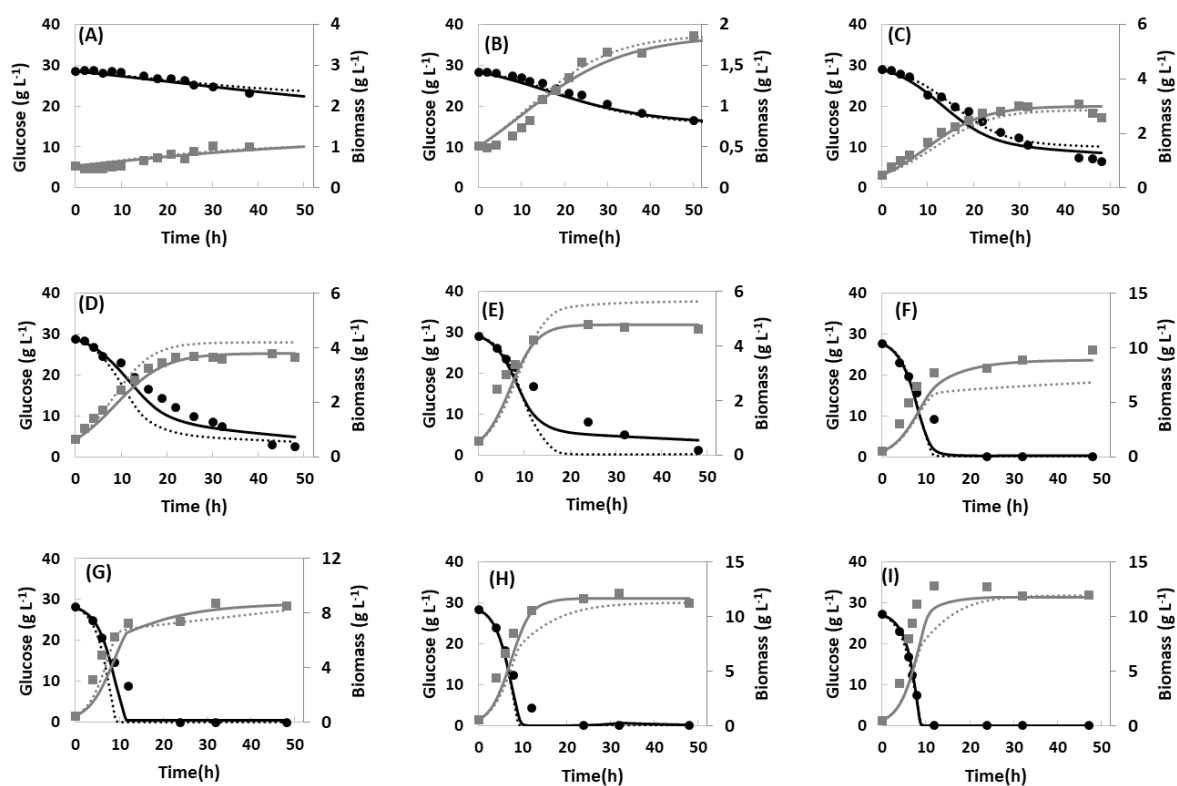 (A)
40
30
20
10
0
Glucose (g L-1)
4
3
2
1
0
Biomass (g L-1)
0 10 20 30 40 50
Time (h)
(B)
40
30
20
10
0
Glucose (g L-1)
2
1,5
1
0,5
0
Biomass (g L-1)
0 10 20 30 40 50
Time(h)
(C)
40
30
20
10
0
Glucose (g L-1)
6
4
2
0
Biomass (g L-1)
0 10 20 30 40 50
Time (h)
(D)
40
30
20
10
0
Glucose (g L-1)
6
4
2
0
Biomass (g L-1)
0 10 20 30 40 50
Time (h)
(E)
40
30
20
10
0
Glucose (g L-1)
6
4
2
0
Biomass (g L-1)
0 10 20 30 40 50
Time(h)
(F)
40
30
20
10
0
Glucose (g L-1)
15
10
5
0
Biomass (g L-1)
0 10 20 30 40 50
Time (h)
(G)
40
30
20
10
0
Glucose (g L-1)
12
8
4
0
Biomass (g L-1)
0 10 20 30 40 50
Time(h)
(H)
40
30
20
10
0
Glucose (g L-1)
15
10
5
0
Biomass (g L-1)
0 10 20 30 40 50
Time(h)
(I)
40
30
20
10
0
Glucose (g L-1)
15
10
5
0
Biomass (g L-1)
0 10 20 30 40 50
Time(h)